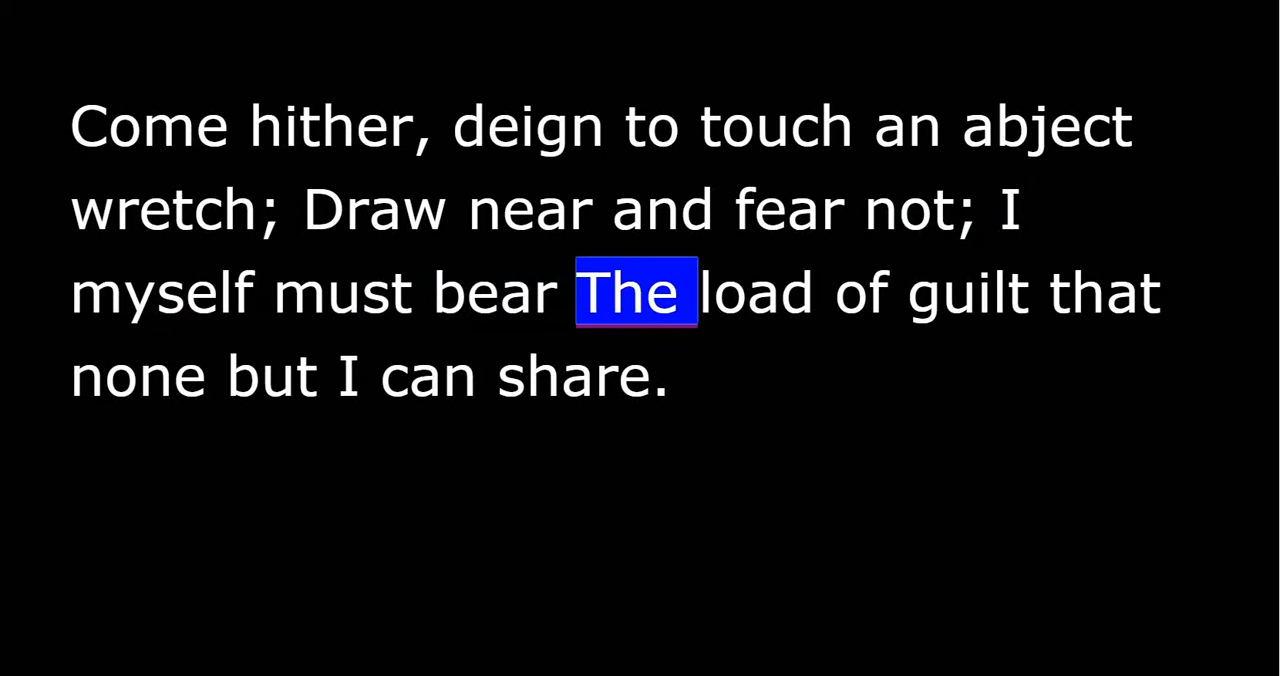 Come hither, deign to touch an abject
wretch; Draw near and fear not; I
myself must bear The load of guilt that
none but I can share.